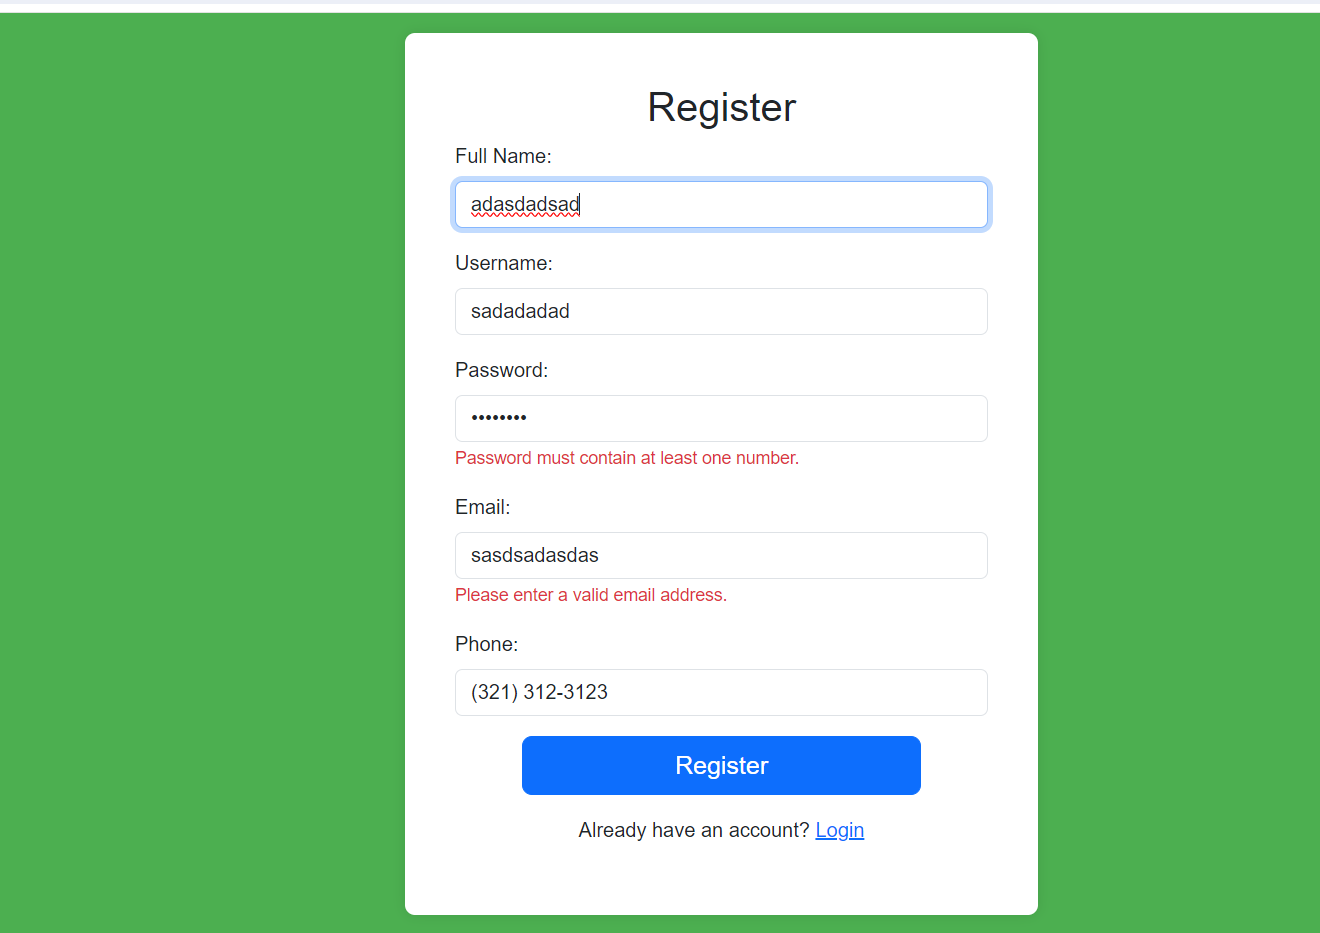 Register
Full Name:
adasdadsad
Username:
sadadadad
Password:
••••••••
Password must contain at least one number.
Email:
sasdsadasdas
Please enter a valid email address.
Phone:
(321) 312-3123
Register
Already have an account? Login